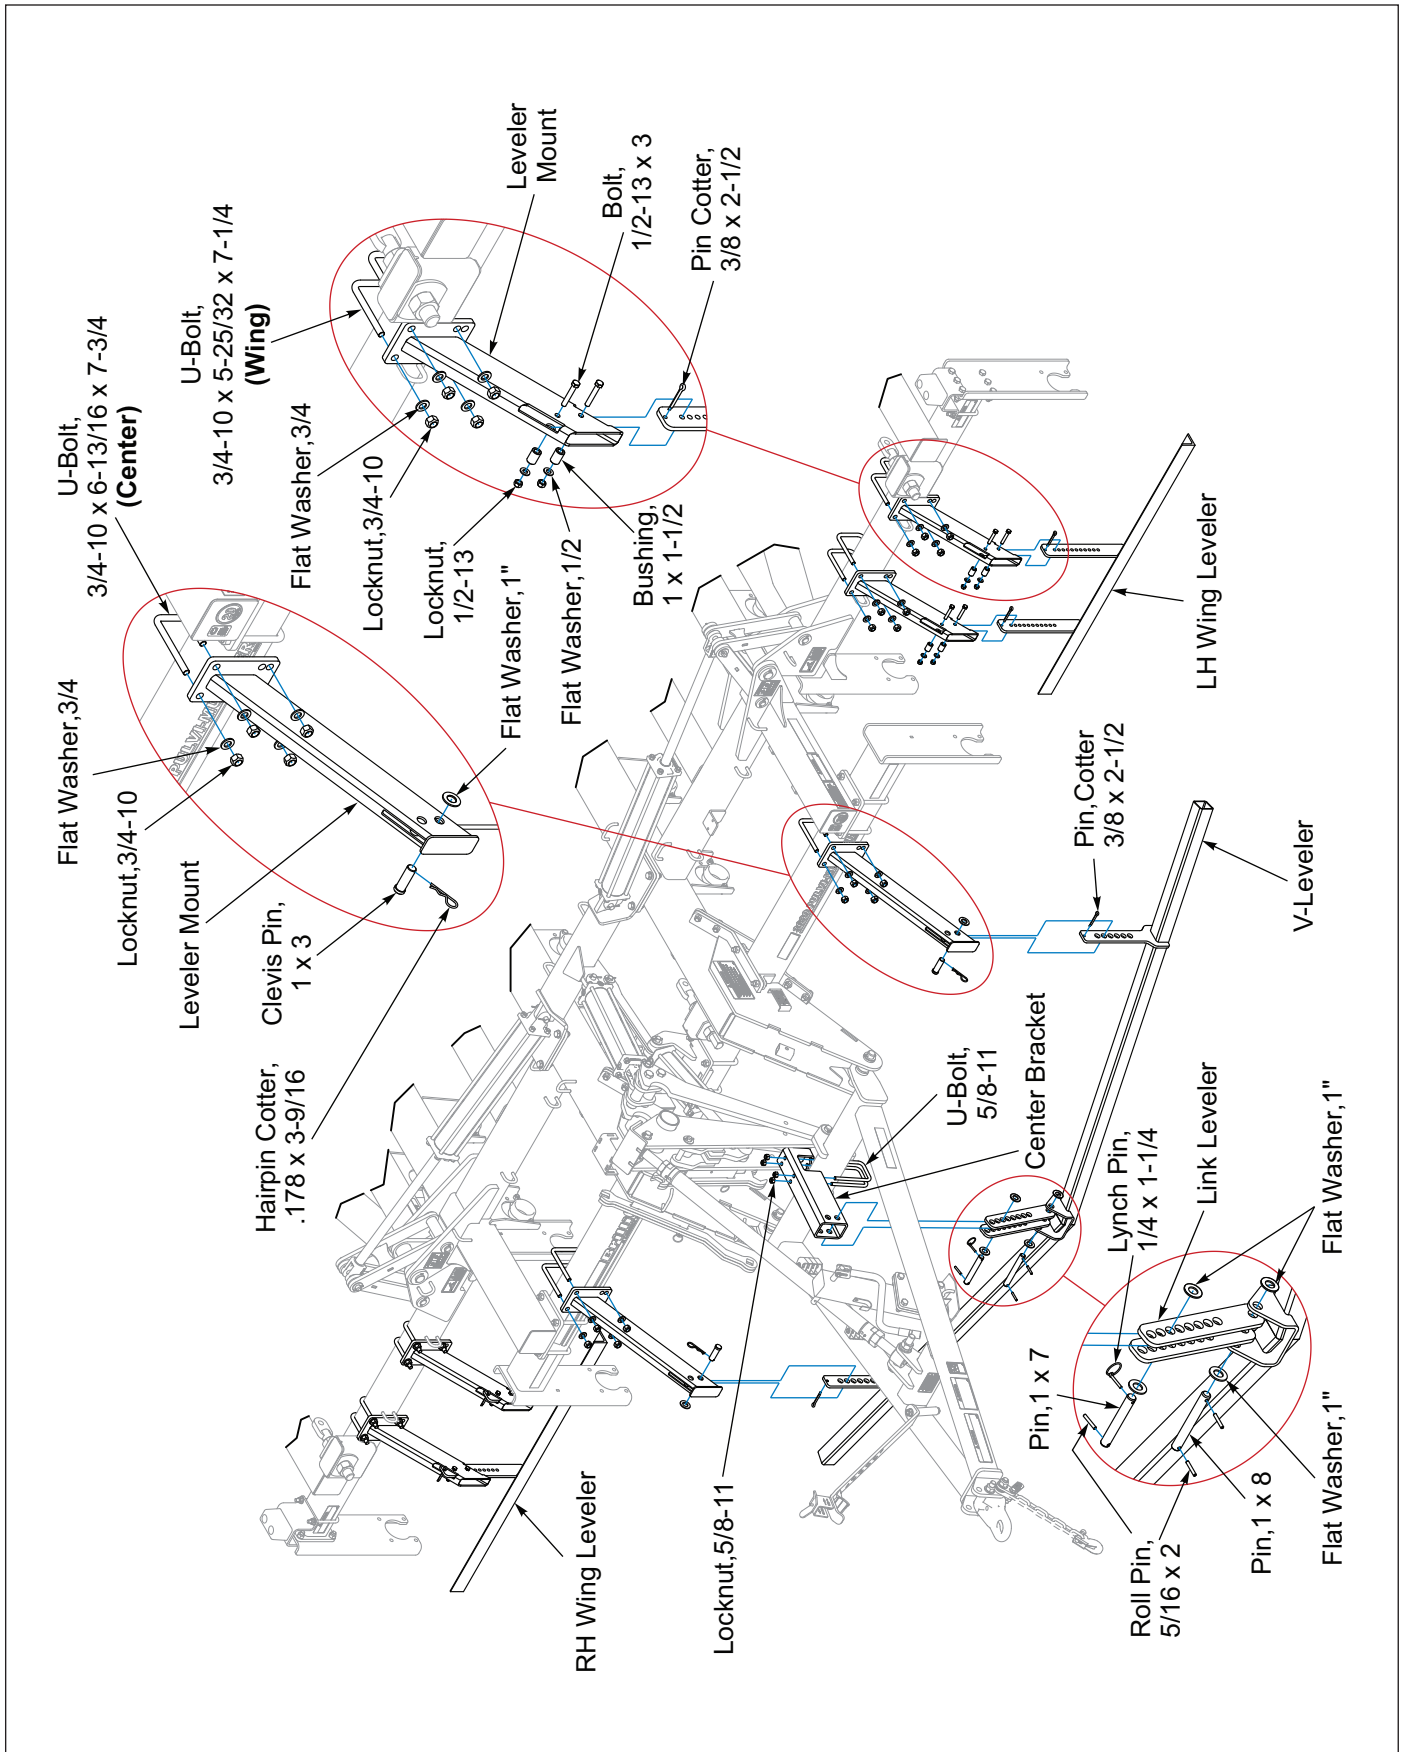 U-Bolt,
3/4-10 x 6-13/16 x 7-3/4
(Center)
U-Bolt,
3/4-10 x 5-25/32 x 7-1/4
(Wing)
Leveler
Mount
Bolt,
1/2-13 x 3
Pin Cotter,
3/8 x 2-1/2
Flat Washer,3/4
Locknut,3/4-10
Locknut,
1/2-13
Flat Washer,1/2
Bushing,
1 x 1-1/2
Flat Washer,3/4
Locknut,3/4-10
Leveler Mount
Clevis Pin,
1 x 3
Hairpin Cotter,
.178 x 3-9/16
Flat Washer,1"
LH Wing Leveler
Pin,Cotter
3/8 x 2-1/2
V-Leveler
U-Bolt,
5/8-11
Center Bracket
Lynch Pin,
1/4 x 1-1/4
Link Leveler
Flat Washer,1"
RH Wing Leveler
Locknut,5/8-11
Pin,1 x 7
Roll Pin,
5/16 x 2
Pin,1 x 8
Flat Washer,1"